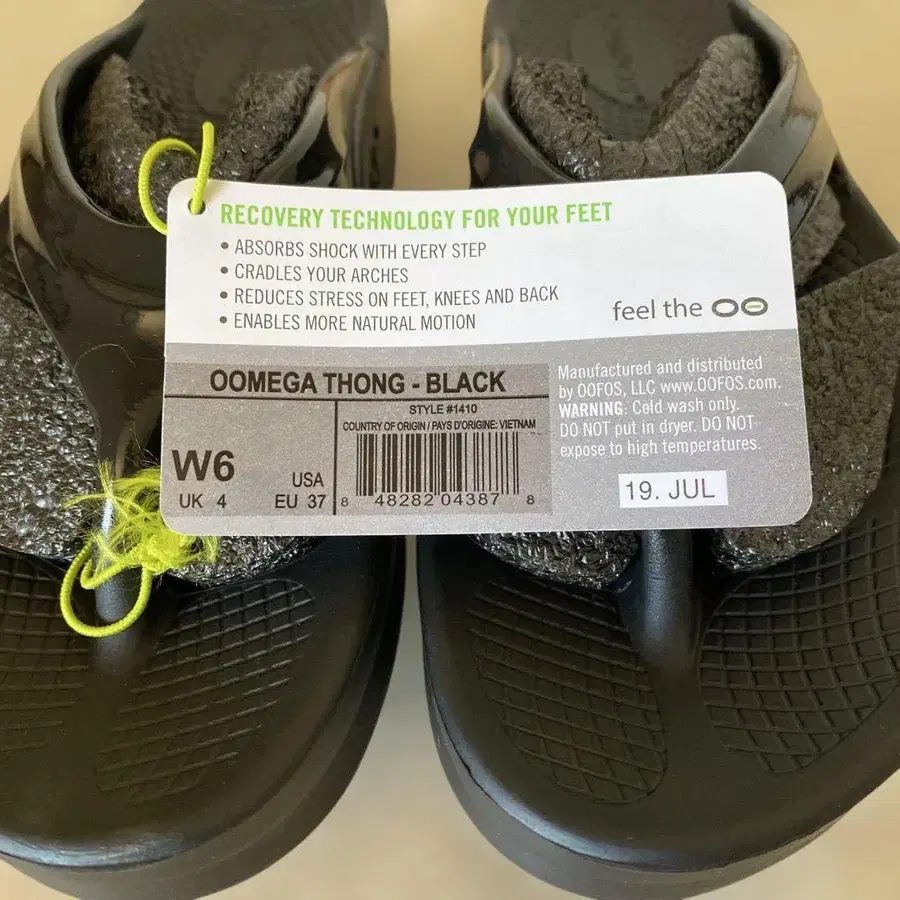 RECOVERY TECHNOLOGY FOR YOUR FEET
• ABSORBS SHOCK WITH EVERY STEP
• CRADLES YOUR ARCHES
• REDUCES STRESS ON FEET, KNEES AND BACK
• ENABLES MORE NATURAL MOTION
feel the OO
OOMEGA THONG - BLACK
STYLE #1410
COUNTRY OF ORIGIN / PAYS D'ORIGINE: VIETNAM
W6 USA
UK 4 EU 37
8 48282 04387 8
Manufactured and distributed
by OOFOS, LLC www.OOFOS.com.
WARNING: Cold wash only.
DO NOT put in dryer. DO NOT
expose to high temperatures.
19. JUL